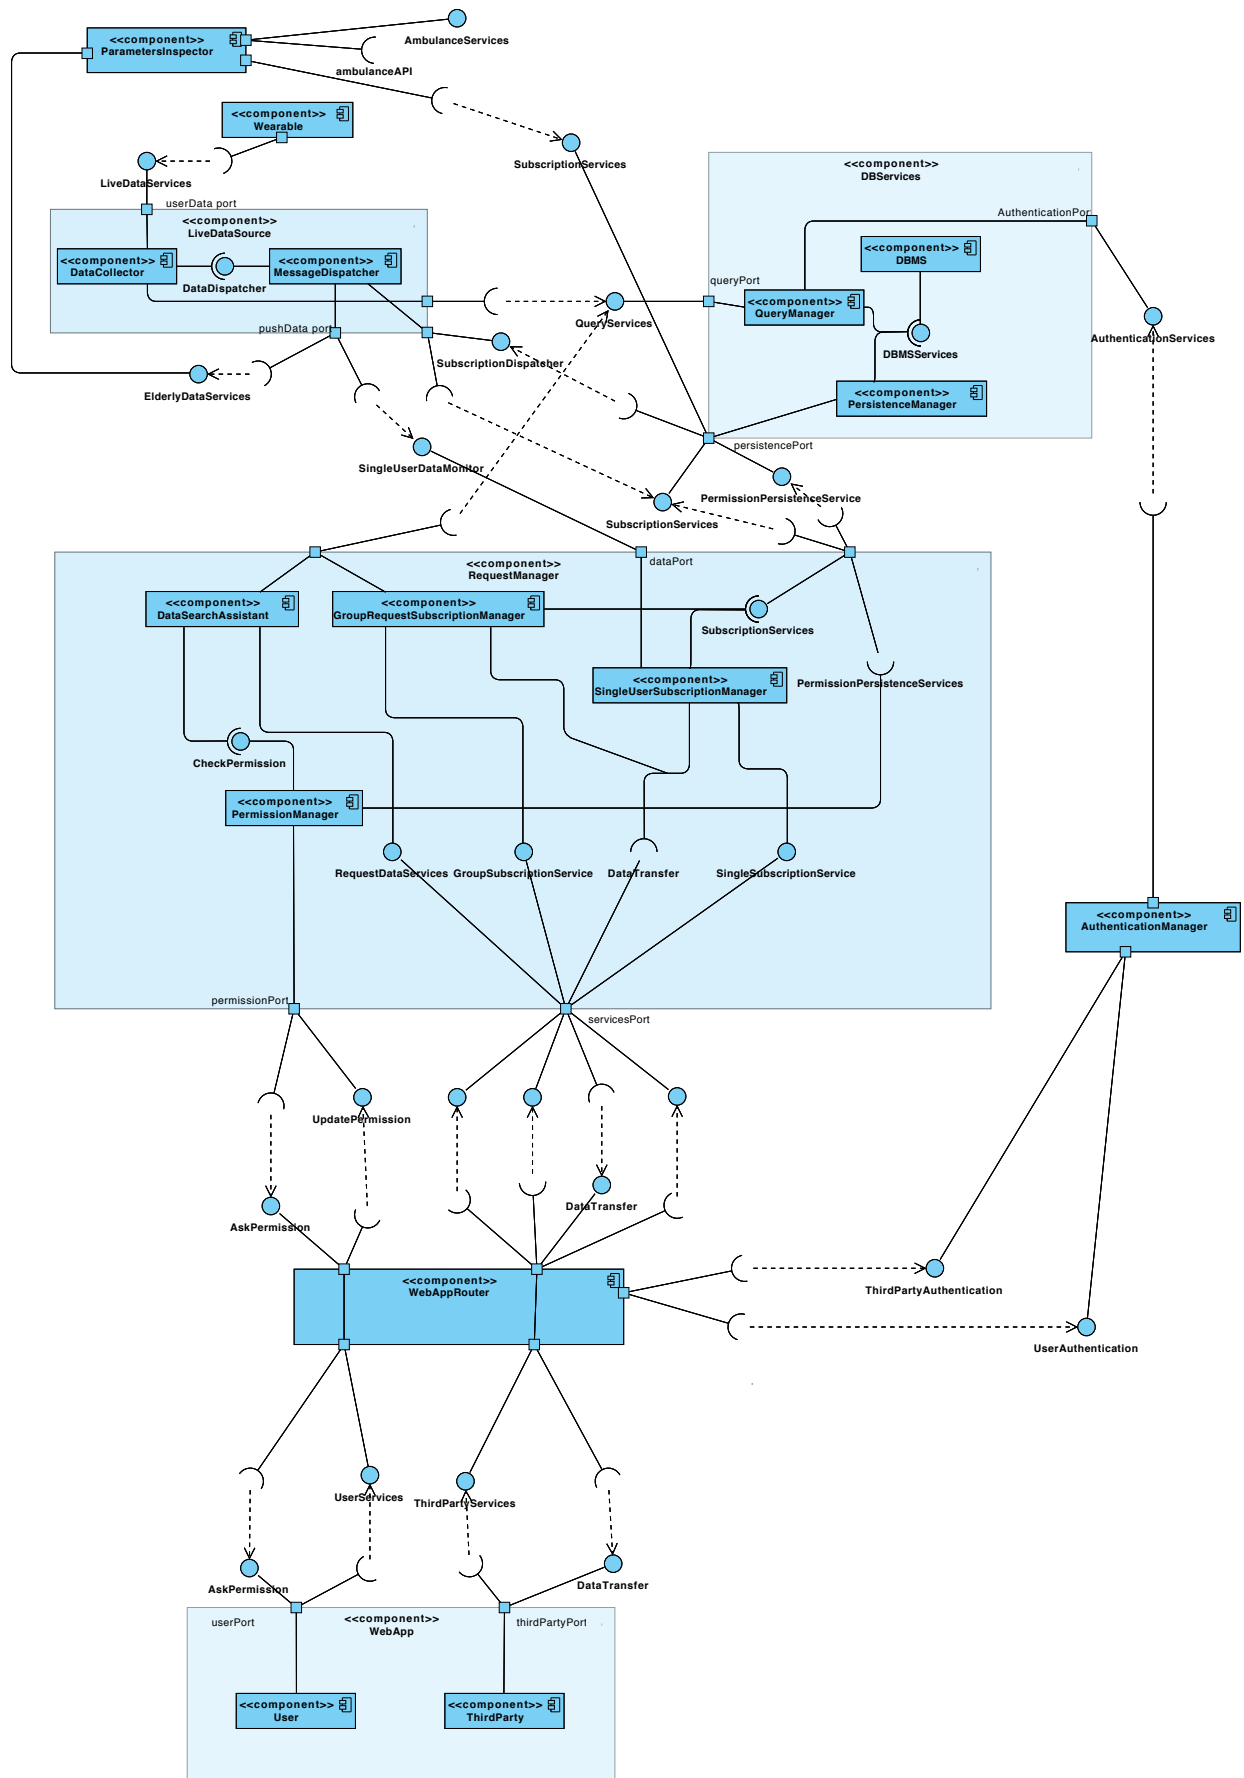 <<component>>
ParametersInspector
AmbulanceServices
ambulanceAPI
<<component>>
Wearable
SubscriptionServices
LiveDataServices
<<component>>
DBServices
userData port
AuthenticationPor
<<component>>
LiveDataSource
<<component>>
DataCollector
<<component>>
MessageDispatcher
DataDispatcher
<<component>>
DBMS
queryPort
<<component>>
QueryManager
QueryServices
pushData port
DBMSServices
AuthenticationServices
SubscriptionDispatcher
ElderlyDataServices
<<component>>
PersistenceManager
persistencePort
SingleUserDataMonitor
PermissionPersistenceService
SubscriptionServices
<<component>>
RequestManager
dataPort
<<component>>
DataSearchAssistant
<<component>>
GroupRequestSubscriptionManager
SubscriptionServices
<<component>>
SingleUserSubscriptionManager
PermissionPersistenceServices
CheckPermission
<<component>>
PermissionManager
RequestDataServices
GroupSubscriptionService
DataTransfer
SingleSubscriptionService
<<component>>
AuthenticationManager
permissionPort
servicesPort
UpdatePermission
AskPermission
DataTransfer
<<component>>
WebAppRouter
ThirdPartyAuthentication
UserAuthentication
UserServices
ThirdPartyServices
AskPermission
DataTransfer
userPort
<<component>>
WebApp
thirdPartyPort
<<component>>
User
<<component>>
ThirdParty